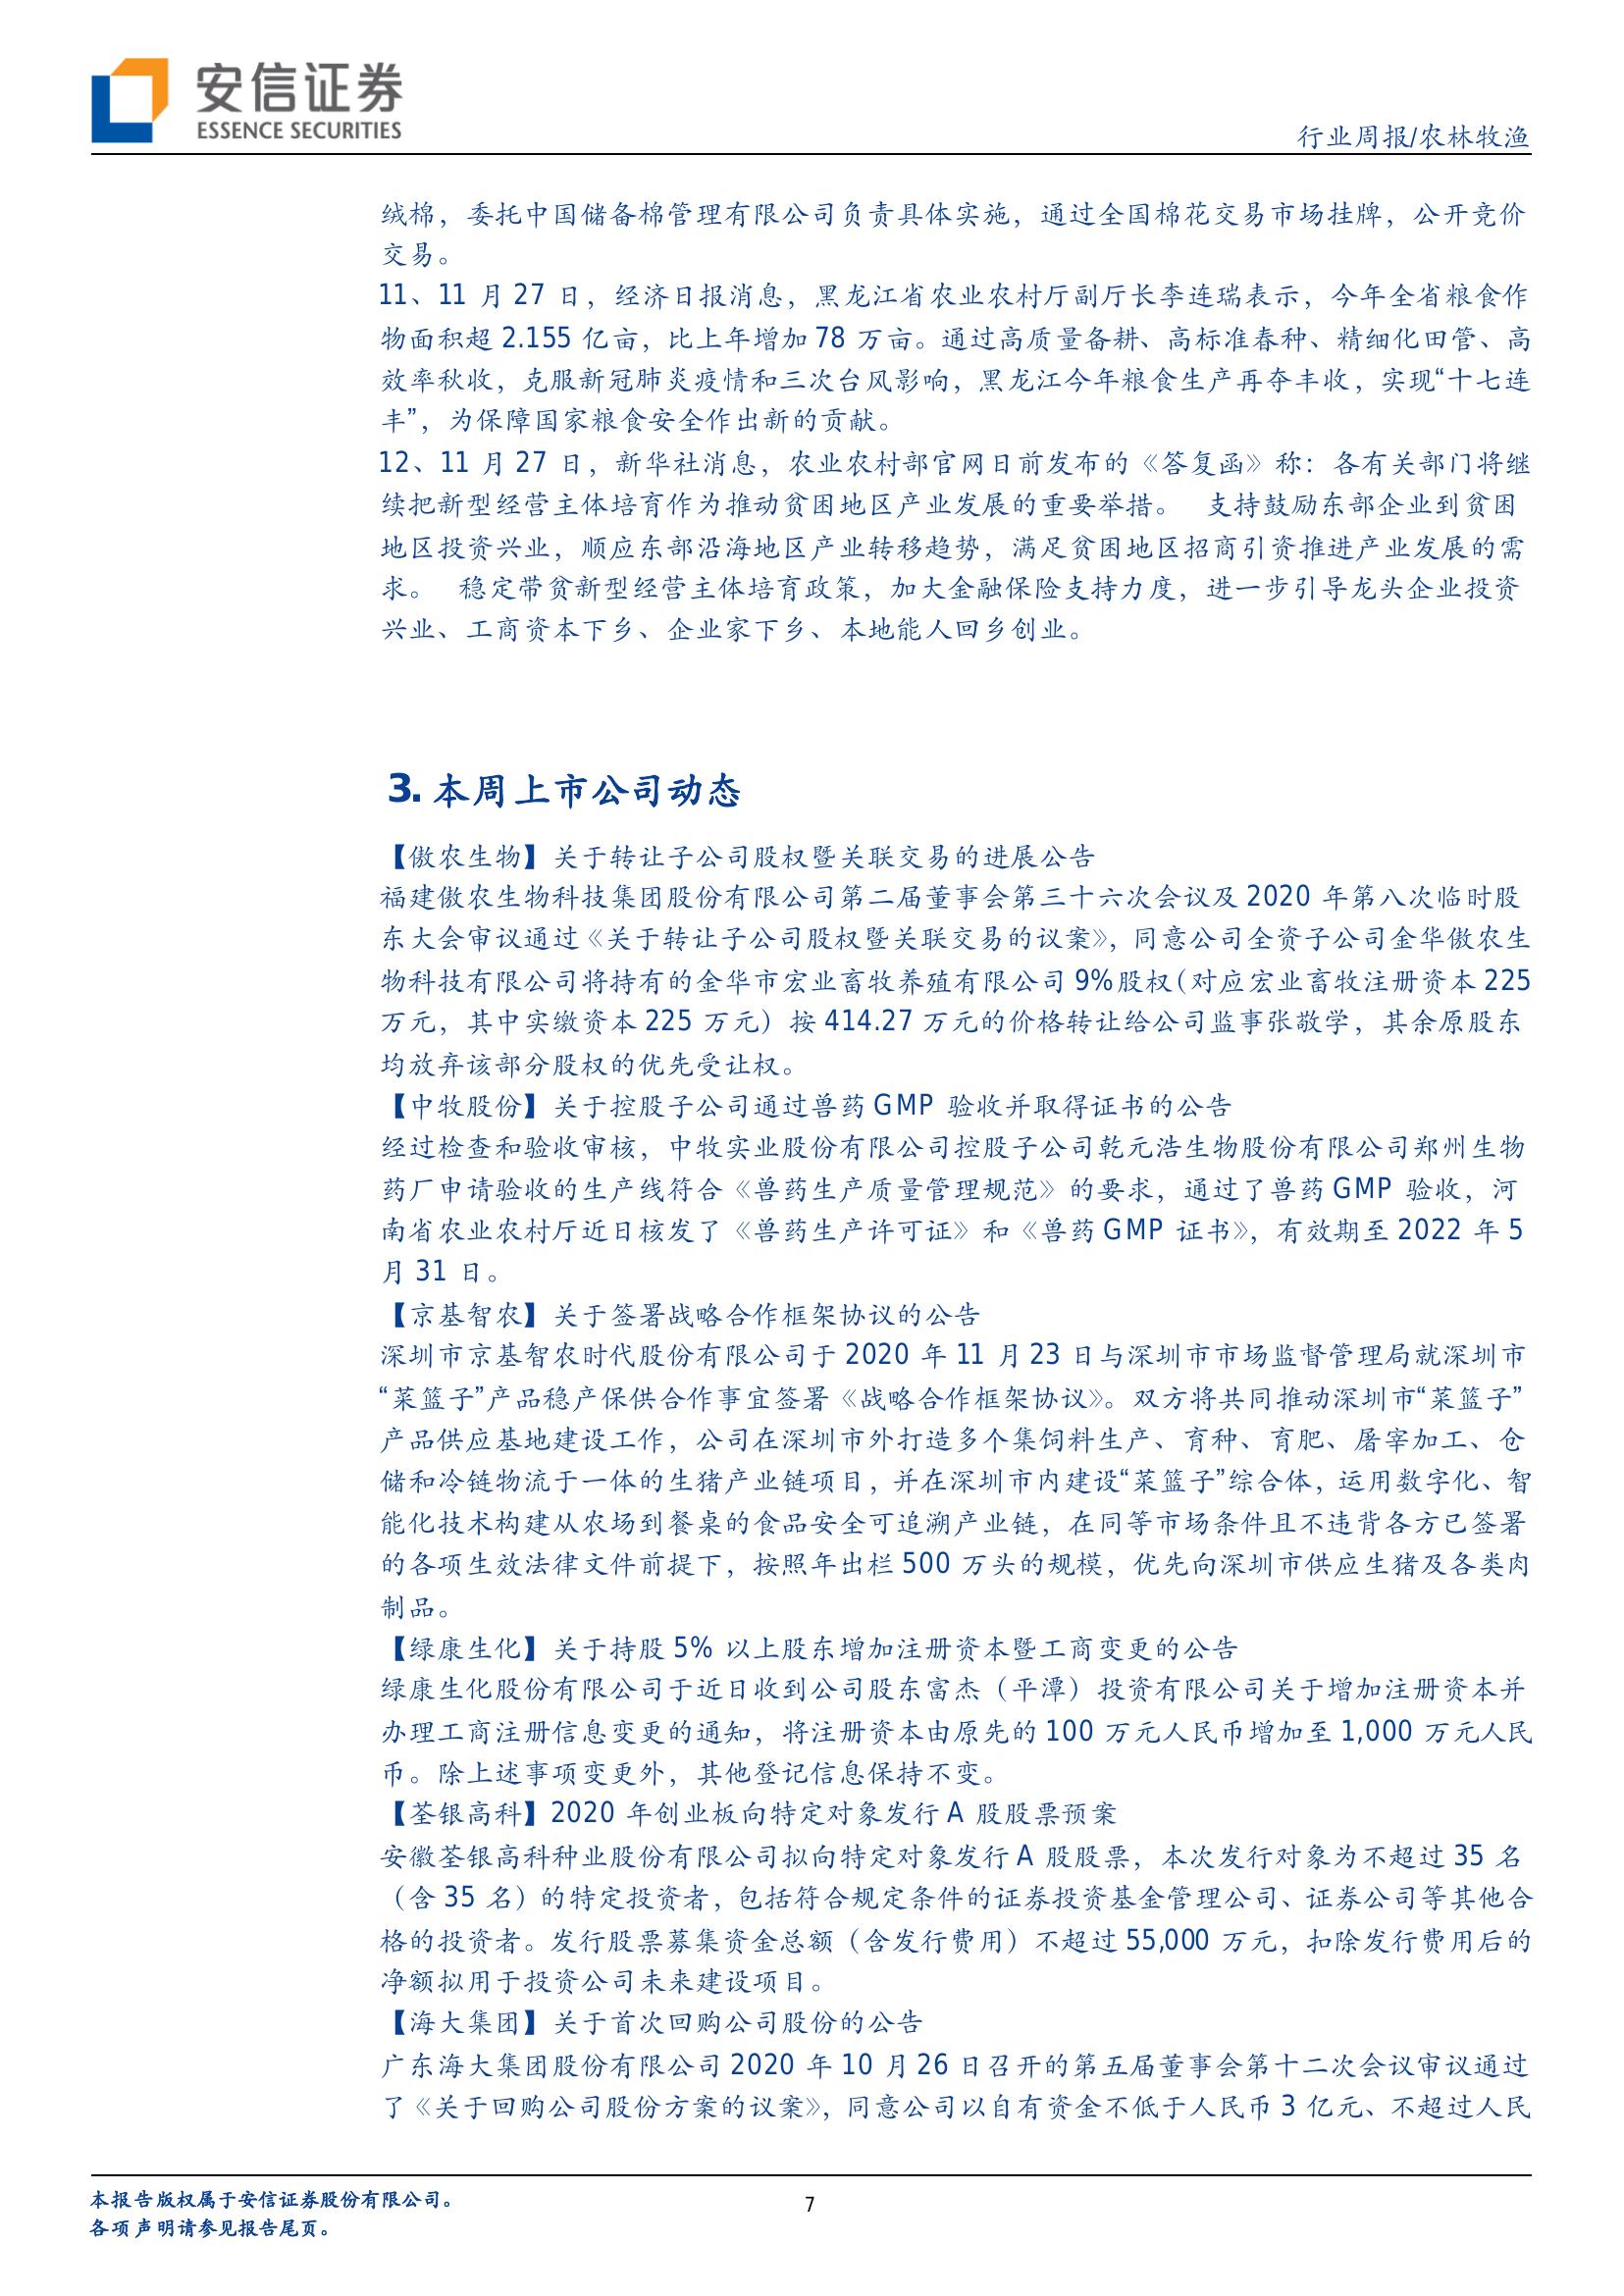 安信证券
ESSENCE SECURITIES
行业周报/农林牧渔
绒棉，委托中国储备棉管理有限公司负责具体实施，通过全国棉花交易市场挂牌，公开竞价
交易。
11、11 月 27 日，经济日报消息，黑龙江省农业农村厅副厅长李连瑞表示，今年全省粮食作
物面积超 2.155 亿亩，比上年增加 78 万亩。通过高质量备耕、高标准春种、精细化田管、高
效率秋收，克服新冠肺炎疫情和三次台风影响，黑龙江今年粮食生产再夺丰收，实现“十七连
丰”，为保障国家粮食安全作出新的贡献。
12、11 月 27 日，新华社消息，农业农村部官网日前发布的《答复函》称：各有关部门将继
续把新型经营主体培育作为推动贫困地区产业发展的重要举措。 支持鼓励东部企业到贫困
地区投资兴业，顺应东部沿海地区产业转移趋势，满足贫困地区招商引资推进产业发展的需
求。 稳定带贫新型经营主体培育政策，加大金融保险支持力度，进一步引导龙头企业投资
兴业、工商资本下乡、企业家下乡、本地能人回乡创业。
3. 本周上市公司动态
【傲农生物】关于转让子公司股权暨关联交易的进展公告
福建傲农生物科技集团股份有限公司第二届董事会第三十六次会议及 2020 年第八次临时股
东大会审议通过《关于转让子公司股权暨关联交易的议案》，同意公司全资子公司金华傲农生
物科技有限公司将持有的金华市宏业畜牧养殖有限公司 9%股权（对应宏业畜牧注册资本 225
万元，其中实缴资本 225 万元）按 414.27 万元的价格转让给公司监事张敬学，其余原股东
均放弃该部分股权的优先受让权。
【中牧股份】关于控股子公司通过兽药 GMP 验收并取得证书的公告
经过检查和验收审核，中牧实业股份有限公司控股子公司乾元浩生物股份有限公司郑州生物
药厂申请验收的生产线符合《兽药生产质量管理规范》的要求，通过了兽药 GMP 验收，河
南省农业农村厅近日核发了《兽药生产许可证》和《兽药 GMP 证书》，有效期至 2022 年 5
月 31 日。
【京基智农】关于签署战略合作框架协议的公告
深圳市京基智农时代股份有限公司于 2020 年 11 月 23 日与深圳市市场监督管理局就深圳市
“菜篮子”产品稳产保供合作事宜签署《战略合作框架协议》。双方将共同推动深圳市“菜篮子”
产品供应基地建设工作，公司在深圳市外打造多个集饲料生产、育种、育肥、屠宰加工、仓
储和冷链物流于一体的生猪产业链项目，并在深圳市内建设“菜篮子”综合体，运用数字化、智
能化技术构建从农场到餐桌的食品安全可追溯产业链，在同等市场条件且不违背各方已签署
的各项生效法律文件前提下，按照年出栏 500 万头的规模，优先向深圳市供应生猪及各类肉
制品。
【绿康生化】关于持股 5% 以上股东增加注册资本暨工商变更的公告
绿康生化股份有限公司于近日收到公司股东富杰（平潭）投资有限公司关于增加注册资本并
办理工商注册信息变更的通知，将注册资本由原先的 100 万元人民币增加至 1,000 万元人民
币。除上述事项变更外，其他登记信息保持不变。
【荃银高科】2020 年创业板向特定对象发行 A 股股票预案
安徽荃银高科种业股份有限公司拟向特定对象发行 A 股股票，本次发行对象为不超过 35 名
（含 35 名）的特定投资者，包括符合规定条件的证券投资基金管理公司、证券公司等其他合
格的投资者。发行股票募集资金总额（含发行费用）不超过 55,000 万元，扣除发行费用后的
净额拟用于投资公司未来建设项目。
【海大集团】关于首次回购公司股份的公告
广东海大集团股份有限公司 2020 年 10 月 26 日召开的第五届董事会第十二次会议审议通过
了《关于回购公司股份方案的议案》，同意公司以自有资金不低于人民币 3 亿元、不超过人民
本报告版权属于安信证券股份有限公司。
各项声明请参见报告尾页。
7